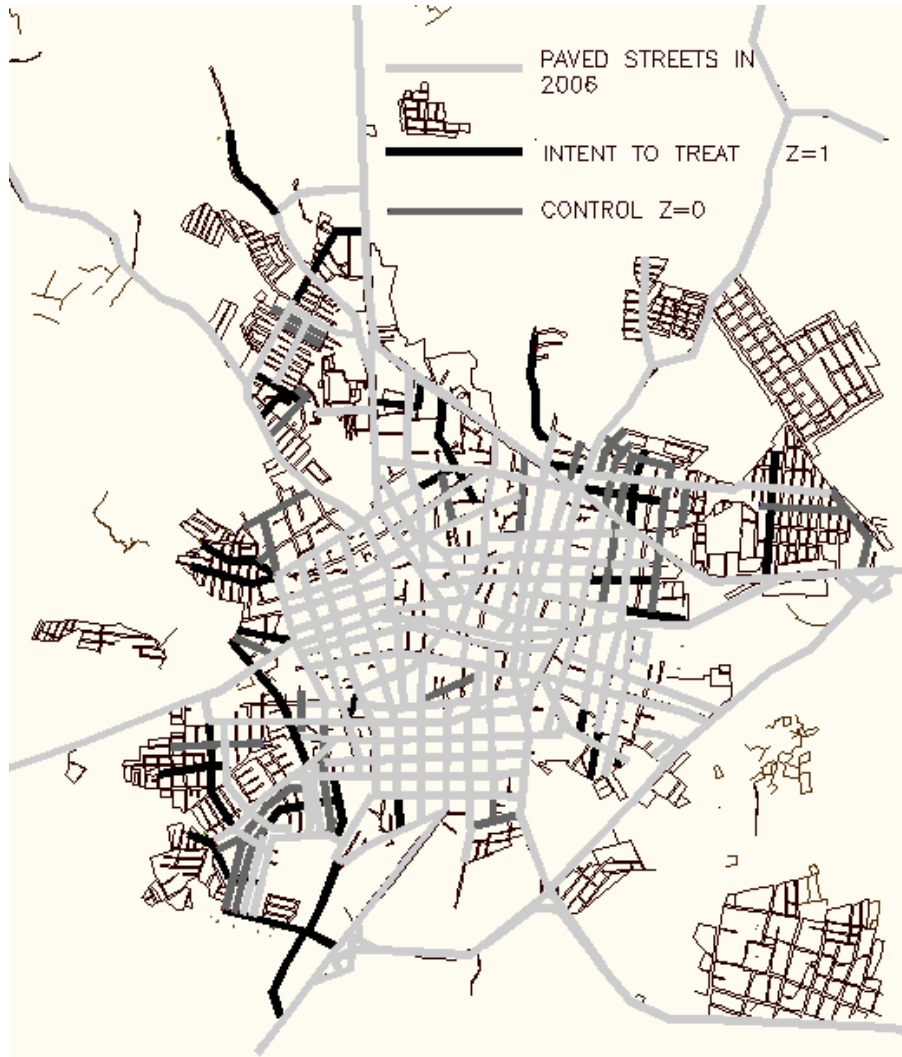 PAVED STREETS IN
2006
INTENT TO TREAT Z=1
CONTROL Z=0